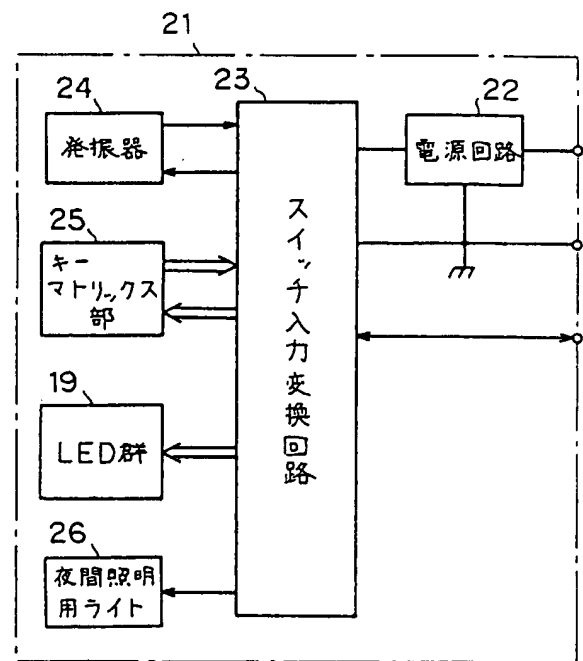 21
24
発振器
23
22
電源回路
25
キー
マトリックス
部
スイッチ入力変換回路
19
LED群
26
夜間照明
用ライト